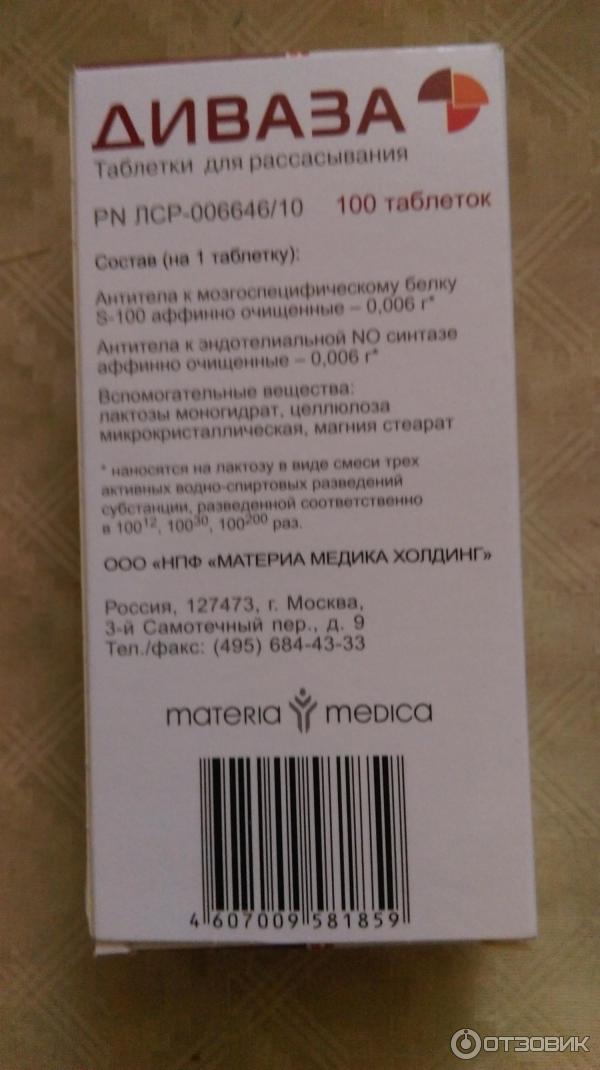 ДИВАЗА
Таблетки для рассасывания
PN ЛСР-006646/10 100 таблеток
Состав (на 1 таблетку):
Антитела к мозгоспецифическому белку
S-100 аффинно очищенные – 0,006 г*
Антитела к эндотелиальной NO синтазе
аффинно очищенные – 0,006 г*
Вспомогательные вещества:
лактозы моногидрат, целлюлоза
микрокристаллическая, магния стеарат
* наносятся на лактозу в виде смеси трех
активных водно-спиртовых разведений
субстанции, разведенной соответственно
в 100¹², 100³⁰, 100²⁰⁰ раз.
ООО «НПФ «МАТЕРИА МЕДИКА ХОЛДИНГ»
Россия, 127473, г. Москва,
3-й Самотечный пер., д. 9
Тел./факс: (495) 684-43-33
materia medica
4 607009 581859
ОТЗОВИК